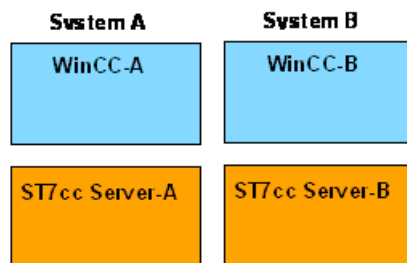 System A System B
WinCC-A WinCC-B
ST7cc Server-A ST7cc Server-B